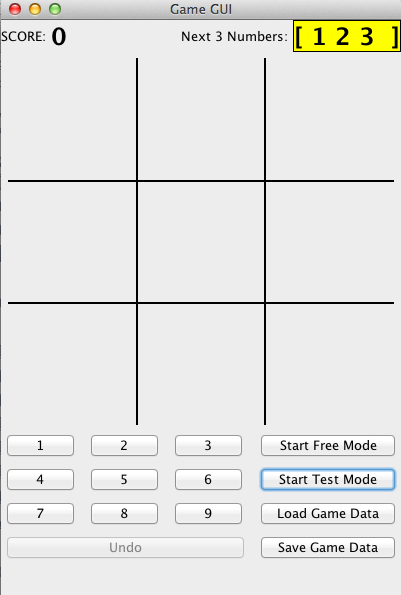 Game GUI
SCORE: 0 Next 3 Numbers: [ 1 2 3 ]
1 2 3 Start Free Mode
4 5 6 Start Test Mode
7 8 9 Load Game Data
Undo Save Game Data